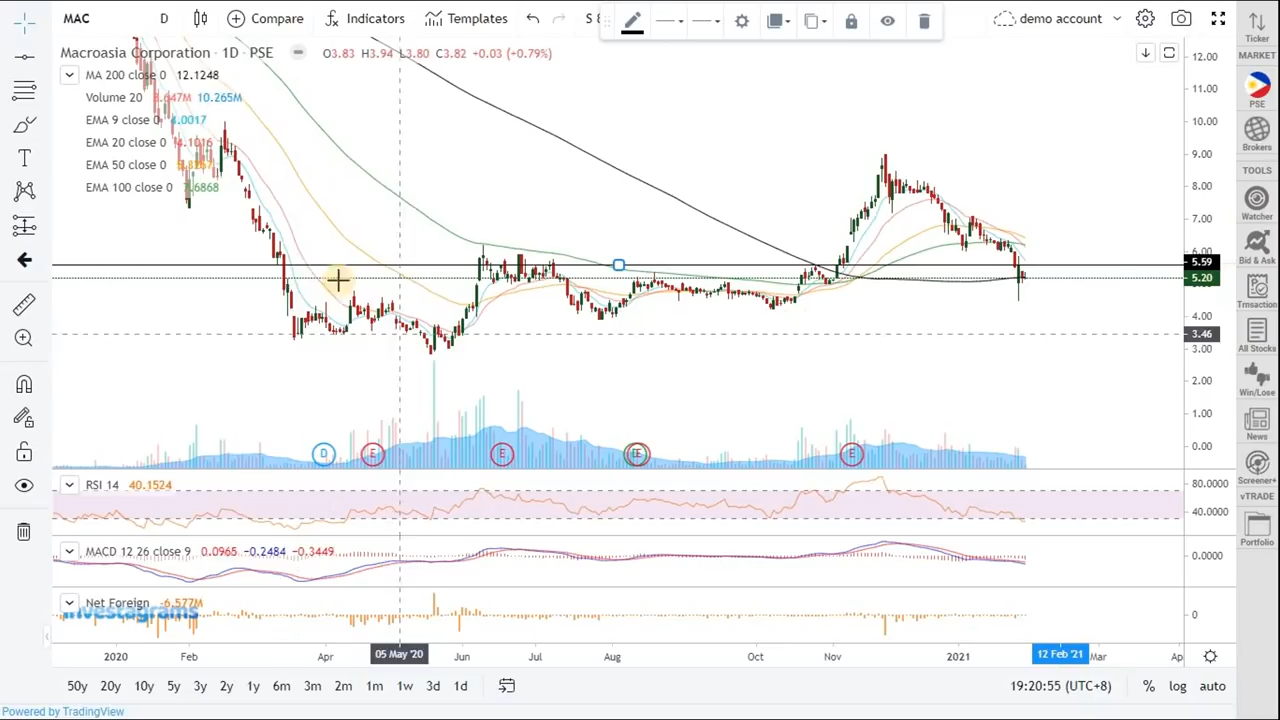 MAC D Compare Indicators Templates S demo account
Macroasia Corporation · 1D · PSE O3.83 H3.94 L3.80 C3.82 +0.03 (+0.79%)
MA 200 close 0 12.1248
Volume 20 10.265M
EMA 9 close 0
EMA 20 close 0 4.1016
EMA 50 close 0
EMA 100 close 0
12.00
11.00
10.00
9.00
8.00
7.00
6.00
5.59
5.20
4.00
3.46
3.00
2.00
1.00
0.00
D E E E E
RSI 14 40.1524
80.0000
40.0000
MACD 12 26 close 9 0.0965 −0.2484 −0.3449
0.0000
Net Foreign -6.577M
Investagrams
0
2020 Feb Apr 05 May '20 Jun Jul Aug Oct Nov 2021 12 Feb '21 Mar
50y 20y 10y 5y 3y 2y 1y 6m 3m 2m 1m 1w 3d 1d 19:20:55 (UTC+8) % log auto
Powered by TradingView
Ticker
MARKET
PSE
Brokers
TOOLS
Watcher
Bid & Ask
Trnsaction
All Stocks
Win/Lose
News
Screener+
vTRADE
Portfolio